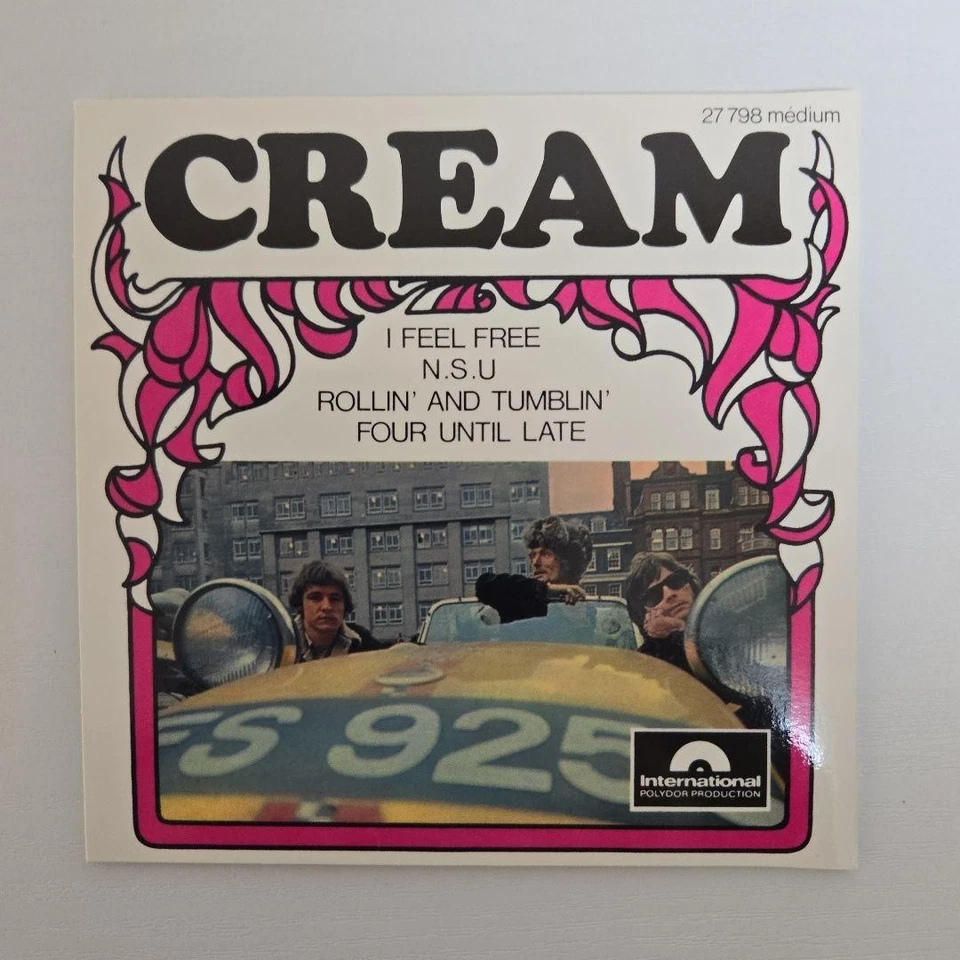 27 798 médium
CREAM
I FEEL FREE
N.S.U
ROLLIN' AND TUMBLIN'
FOUR UNTIL LATE
FS 925
International
POLYDOR PRODUCTION